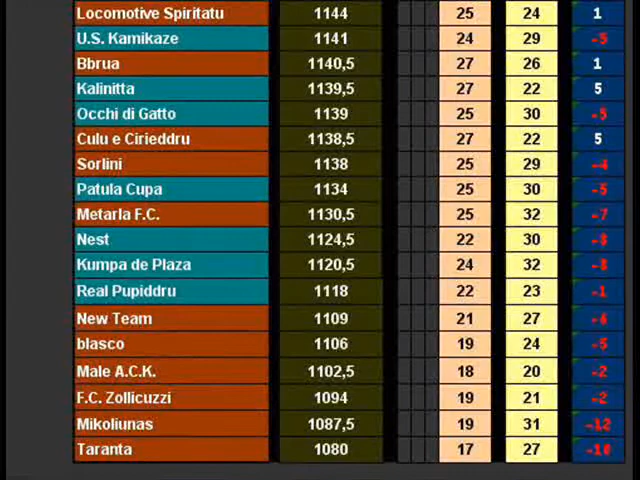 Locomotive Spiritatu 1144 25 24 1
U.S. Kamikaze 1141 24 29 -5
Bbrua 1140,5 27 26 1
Kalinitta 1139,5 27 22 5
Occhi di Gatto 1139 25 30 -5
Culu e Cirieddru 1138,5 27 22 5
Sorlini 1138 25 29 -4
Patula Cupa 1134 25 30 -5
Metarla F.C. 1130,5 25 32 -7
Nest 1124,5 22 30 -8
Kumpa de Plaza 1120,5 24 32 -8
Real Pupiddru 1118 22 23 -1
New Team 1109 21 27 -6
blasco 1106 19 24 -5
Male A.C.K. 1102,5 18 20 -2
F.C. Zollicuzzi 1094 19 21 -2
Mikoliunas 1087,5 19 31 -12
Taranta 1080 17 27 -10